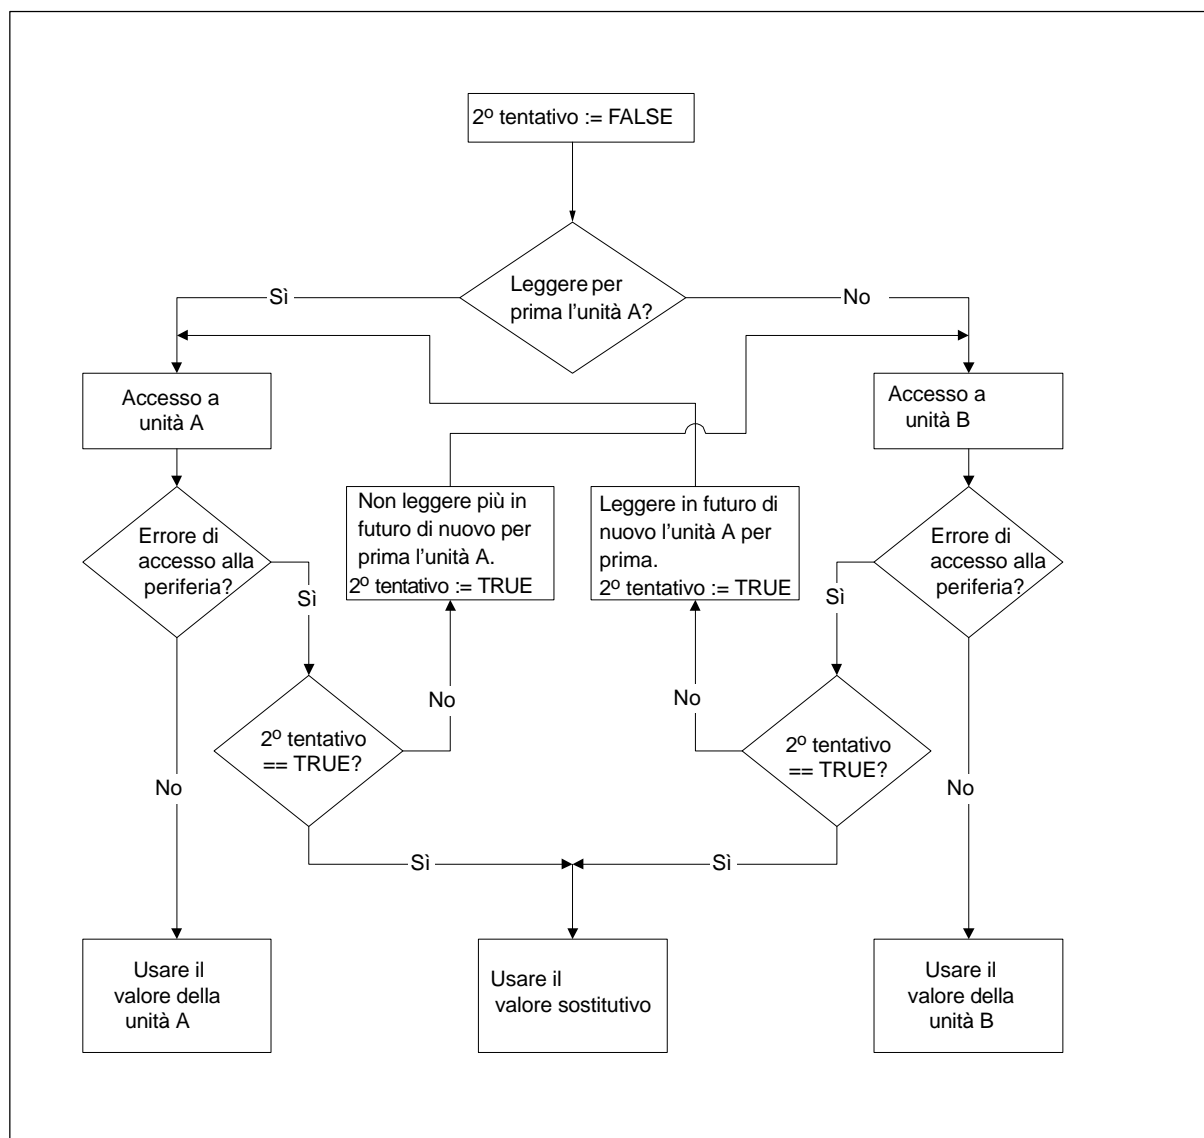 2º tentativo := FALSE
Leggere per
prima l'unità A?
Sì
No
Accesso a
unità A
Accesso a
unità B
Errore di
accesso alla
periferia?
Non leggere più in
futuro di nuovo per
prima l'unità A.
2º tentativo := TRUE
Leggere in futuro di
nuovo l'unità A per
prima.
2º tentativo := TRUE
Errore di
accesso alla
periferia?
Sì
Sì
No
No
2º tentativo
== TRUE?
2º tentativo
== TRUE?
No
No
Sì
Sì
Usare il
valore della
unità A
Usare il
valore sostitutivo
Usare il
valore della
unità B